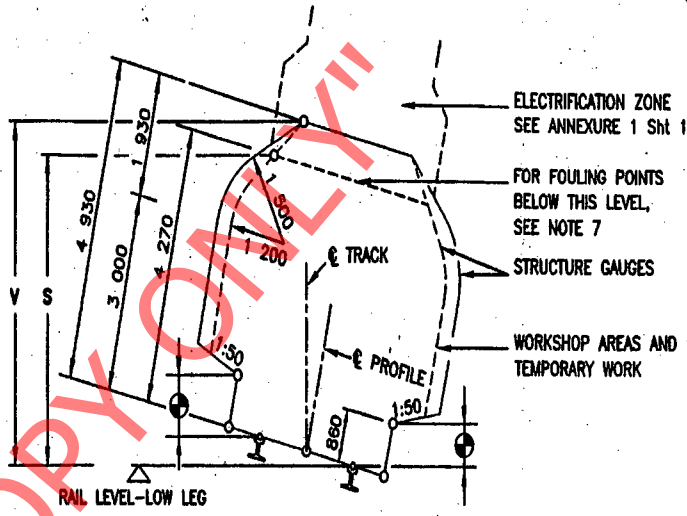 ELECTRIFICATION ZONE
SEE ANNEXURE 1 Sht 1
FOR FOULING POINTS
BELOW THIS LEVEL,
SEE NOTE 7
STRUCTURE GAUGES
WORKSHOP AREAS AND
TEMPORARY WORK
4 930
1 930
3 000
4 270
V
S
1 500
1 200
℄ TRACK
℄ PROFILE
1:50
1:50
860
RAIL LEVEL-LOW LEG
OPY ONLY"